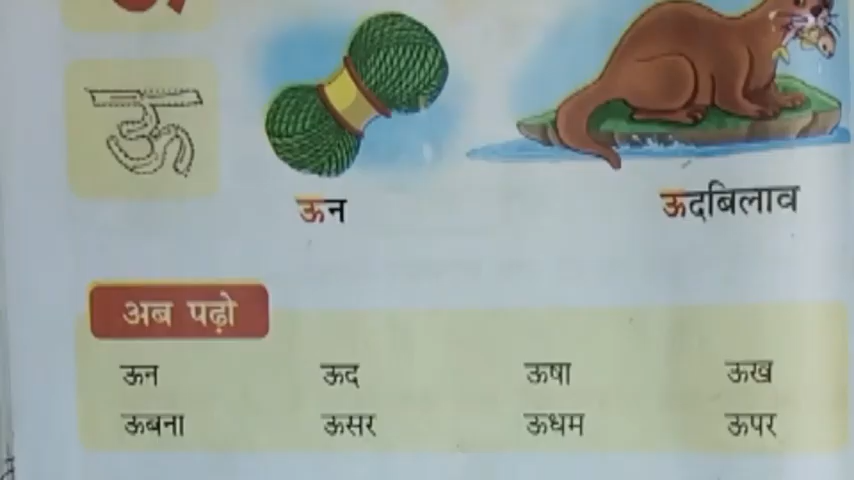 ऊ
ऊन ऊदबिलाव
अब पढ़ो
ऊन ऊद ऊषा ऊख
ऊबना ऊसर ऊधम ऊपर